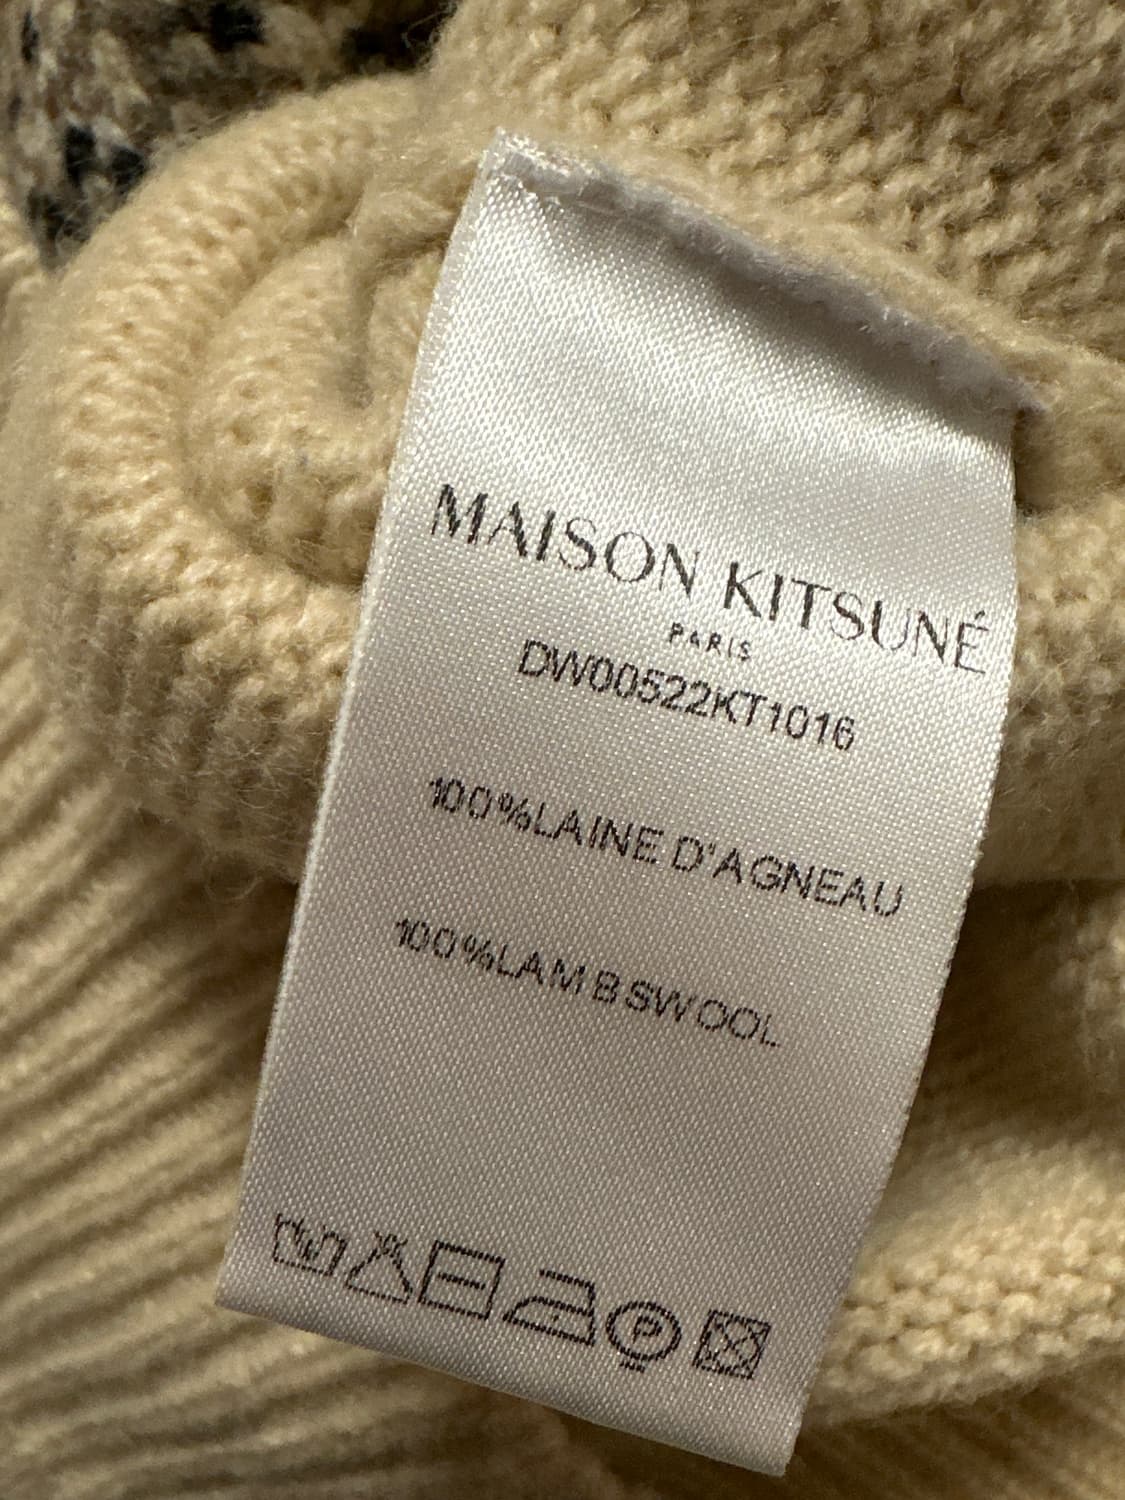 MAISON KITSUNÉ
PARIS
DW00522KT1016
100%LAINE D'AGNEAU
100%LAMBSWOOL
P